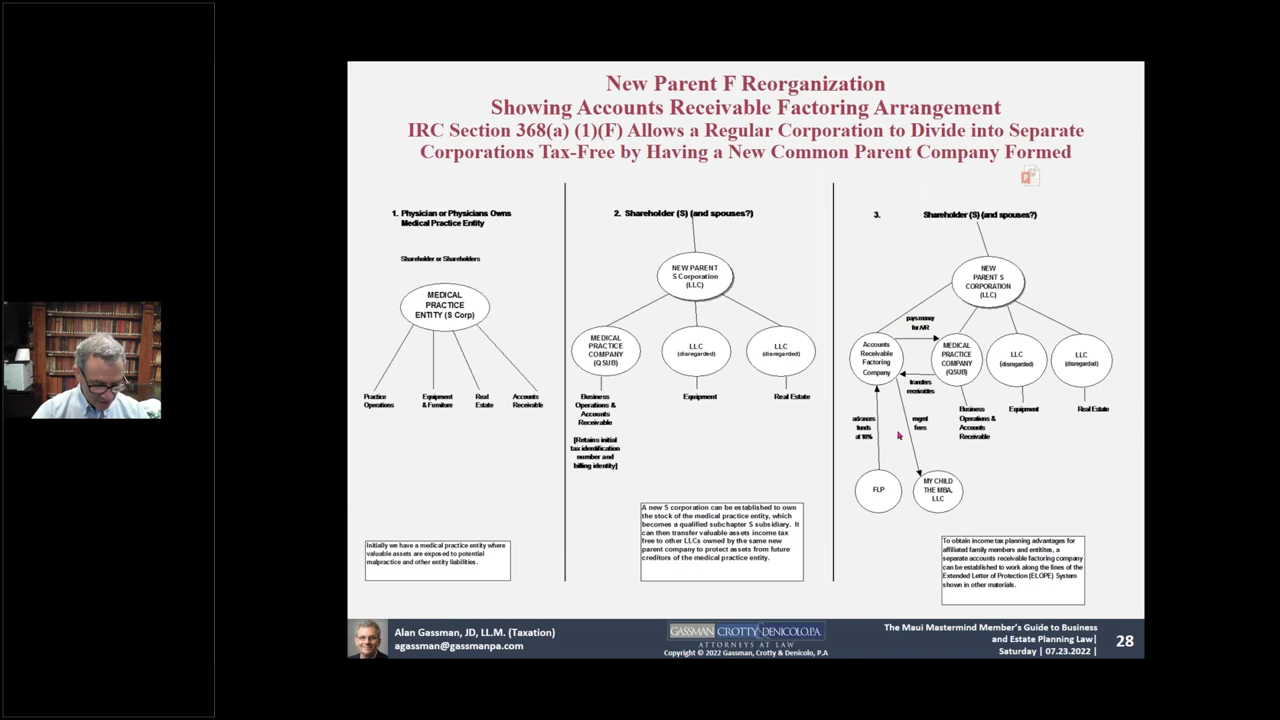 New Parent F Reorganization
Showing Accounts Receivable Factoring Arrangement
IRC Section 368(a) (1)(F) Allows a Regular Corporation to Divide into Separate
Corporations Tax-Free by Having a New Common Parent Company Formed
P
1. Physician or Physicians Owns
Medical Practice Entity
Shareholder or Shareholders
MEDICAL
PRACTICE
ENTITY (S Corp)
Practice
Operations
Equipment
& Furniture
Real
Estate
Accounts
Receivable
Initially we have a medical practice entity where
valuable assets are exposed to potential
malpractice and other entity liabilities.
2. Shareholder (S) (and spouses?)
NEW PARENT
S Corporation
(LLC)
MEDICAL
PRACTICE
COMPANY
(QSUB)
LLC
(disregarded)
LLC
(disregarded)
Business
Operations &
Accounts
Receivable
[Retains initial
tax identification
number and
billing identity]
Equipment
Real Estate
A new S corporation can be established to own
the stock of the medical practice entity, which
becomes a qualified subchapter S subsidiary. It
can then transfer valuable assets income tax
free to other LLCs owned by the same new
parent company to protect assets from future
creditors of the medical practice entity.
3. Shareholder (S) (and spouses?)
NEW
PARENT S
CORPORATION
(LLC)
pays money
for A/R
Accounts
Receivable
Factoring
Company
MEDICAL
PRACTICE
COMPANY
(QSUB)
LLC
(disregarded)
LLC
(disregarded)
transfers
receivables
advances
funds
at 18%
mgmt
fees
Business
Operations &
Accounts
Receivable
Equipment
Real Estate
FLP
MY CHILD
THE MBA,
LLC
To obtain income tax planning advantages for
affiliated family members and entitites, a
separate accounts receivable factoring company
can be established to work along the lines of the
Extended Letter of Protection (ELOPE) System
shown in other materials.
Alan Gassman, JD, LL.M. (Taxation)
agassman@gassmanpa.com
GASSMAN CROTTY & DENICOLO, P.A.
ATTORNEYS AT LAW
Copyright © 2022 Gassman, Crotty & Denicolo, P.A
The Maui Mastermind Member's Guide to Business
and Estate Planning Law|
Saturday | 07.23.2022 |
28